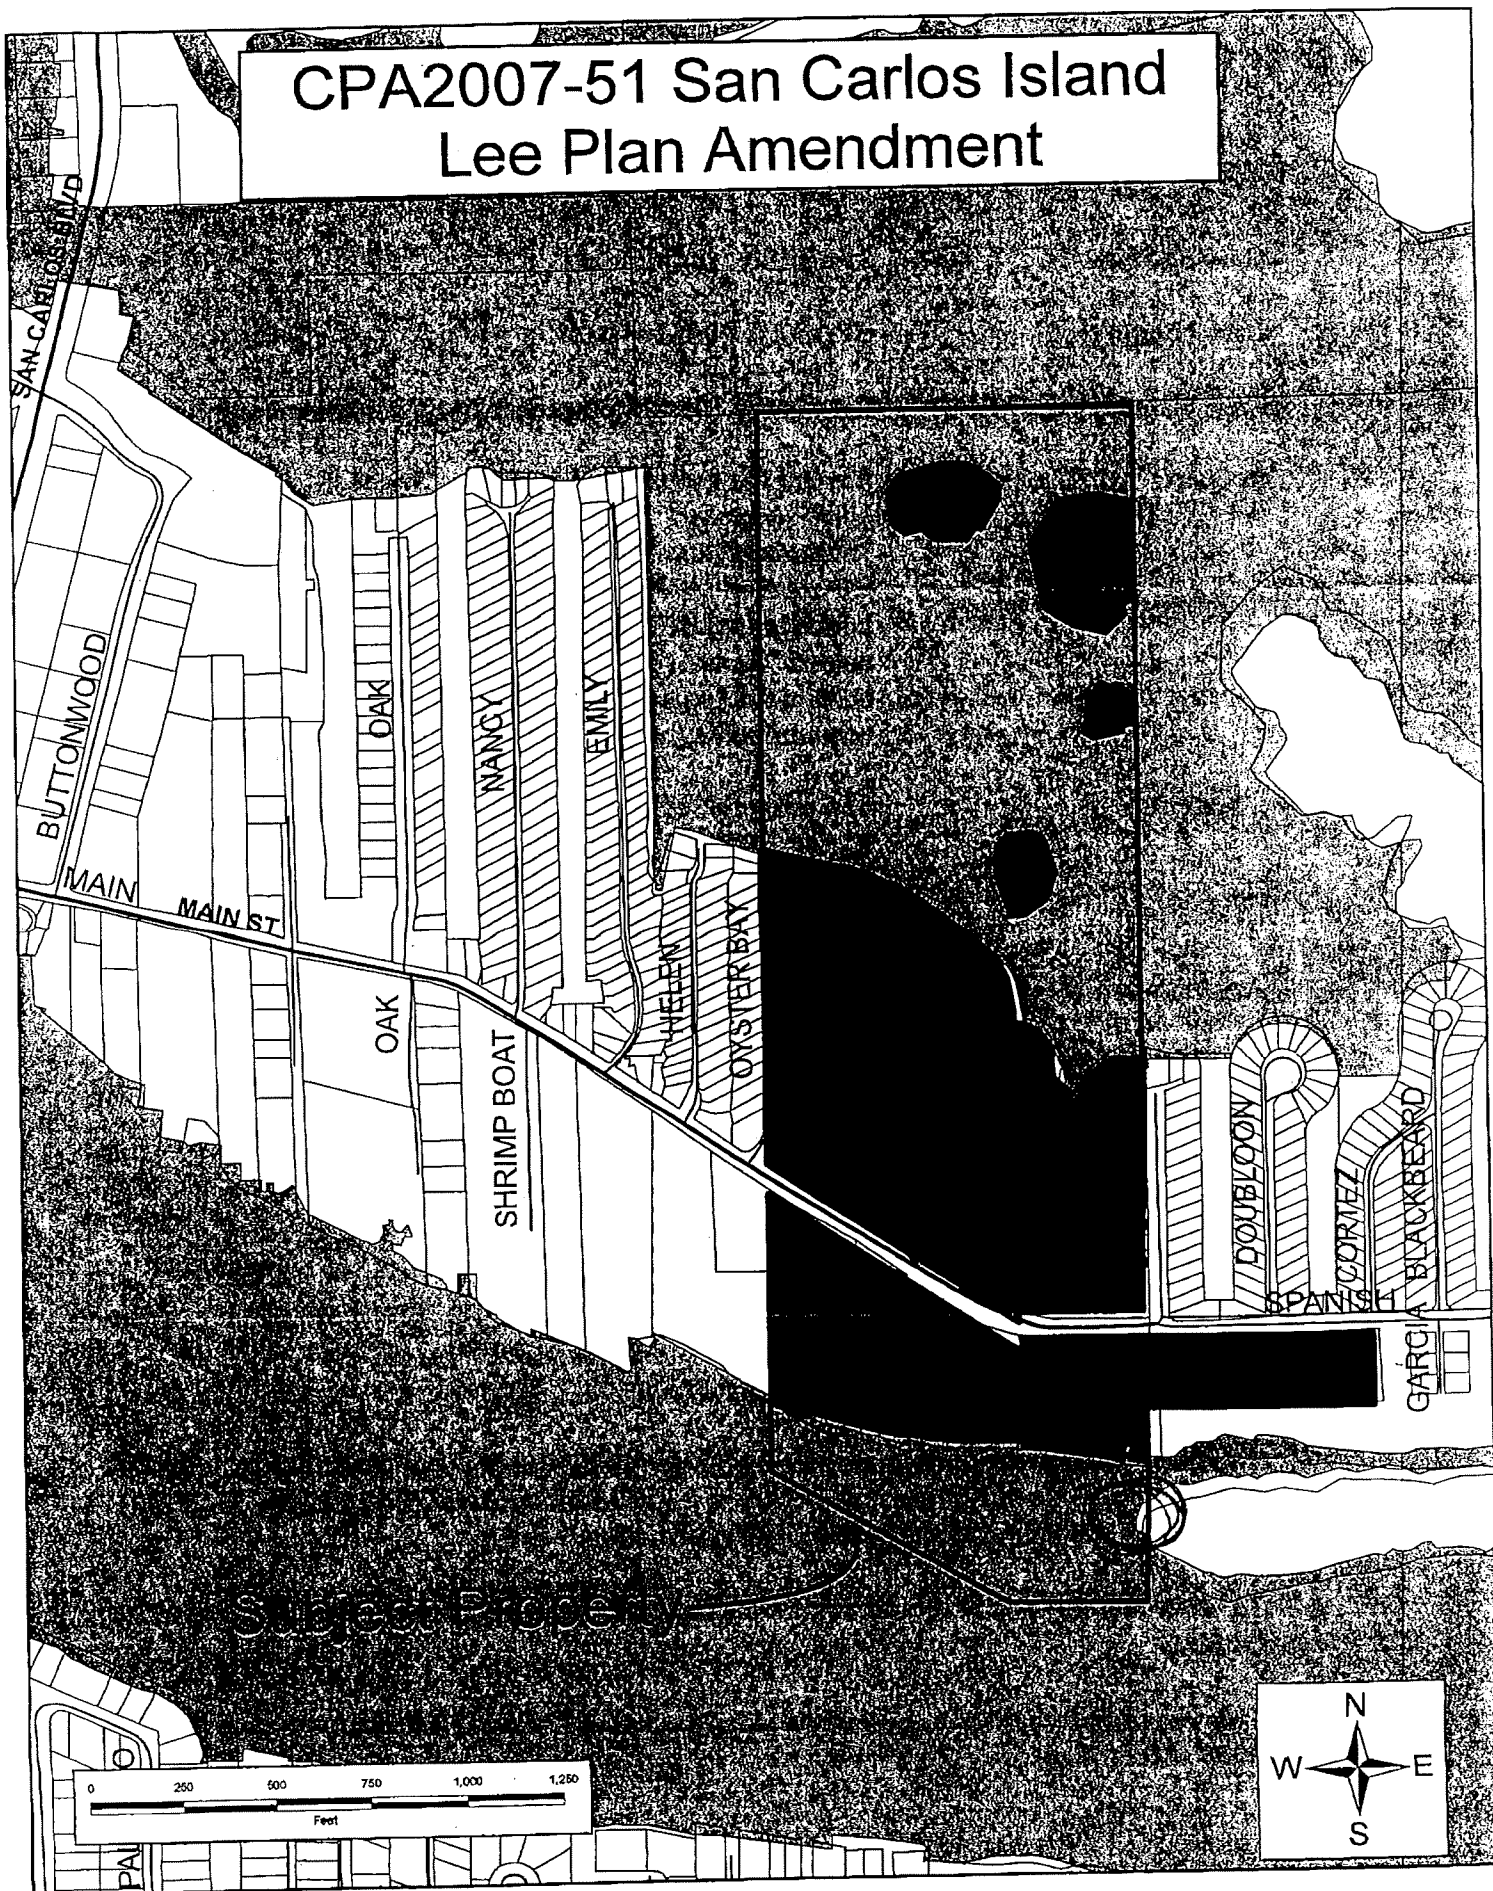 CPA2007-51 San Carlos Island
Lee Plan Amendment
SAN CARLOS BLVD
BUTTONWOOD
OAK
NANCY
EMILY
MAIN
MAIN ST
HELEN
OYSTER BAY
OAK
SHRIMP BOAT
DOUBLOON
CORTEZ
BLACKBEARD
SPANISH
GARCIA
Subject Property
N
W
E
S
0 250 500 750 1,000 1,250
Feet